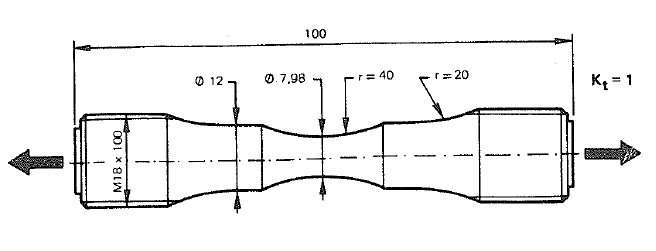 100
Ø 12
Ø 7,98
r = 40
r = 20
Kt = 1
M18 × 100